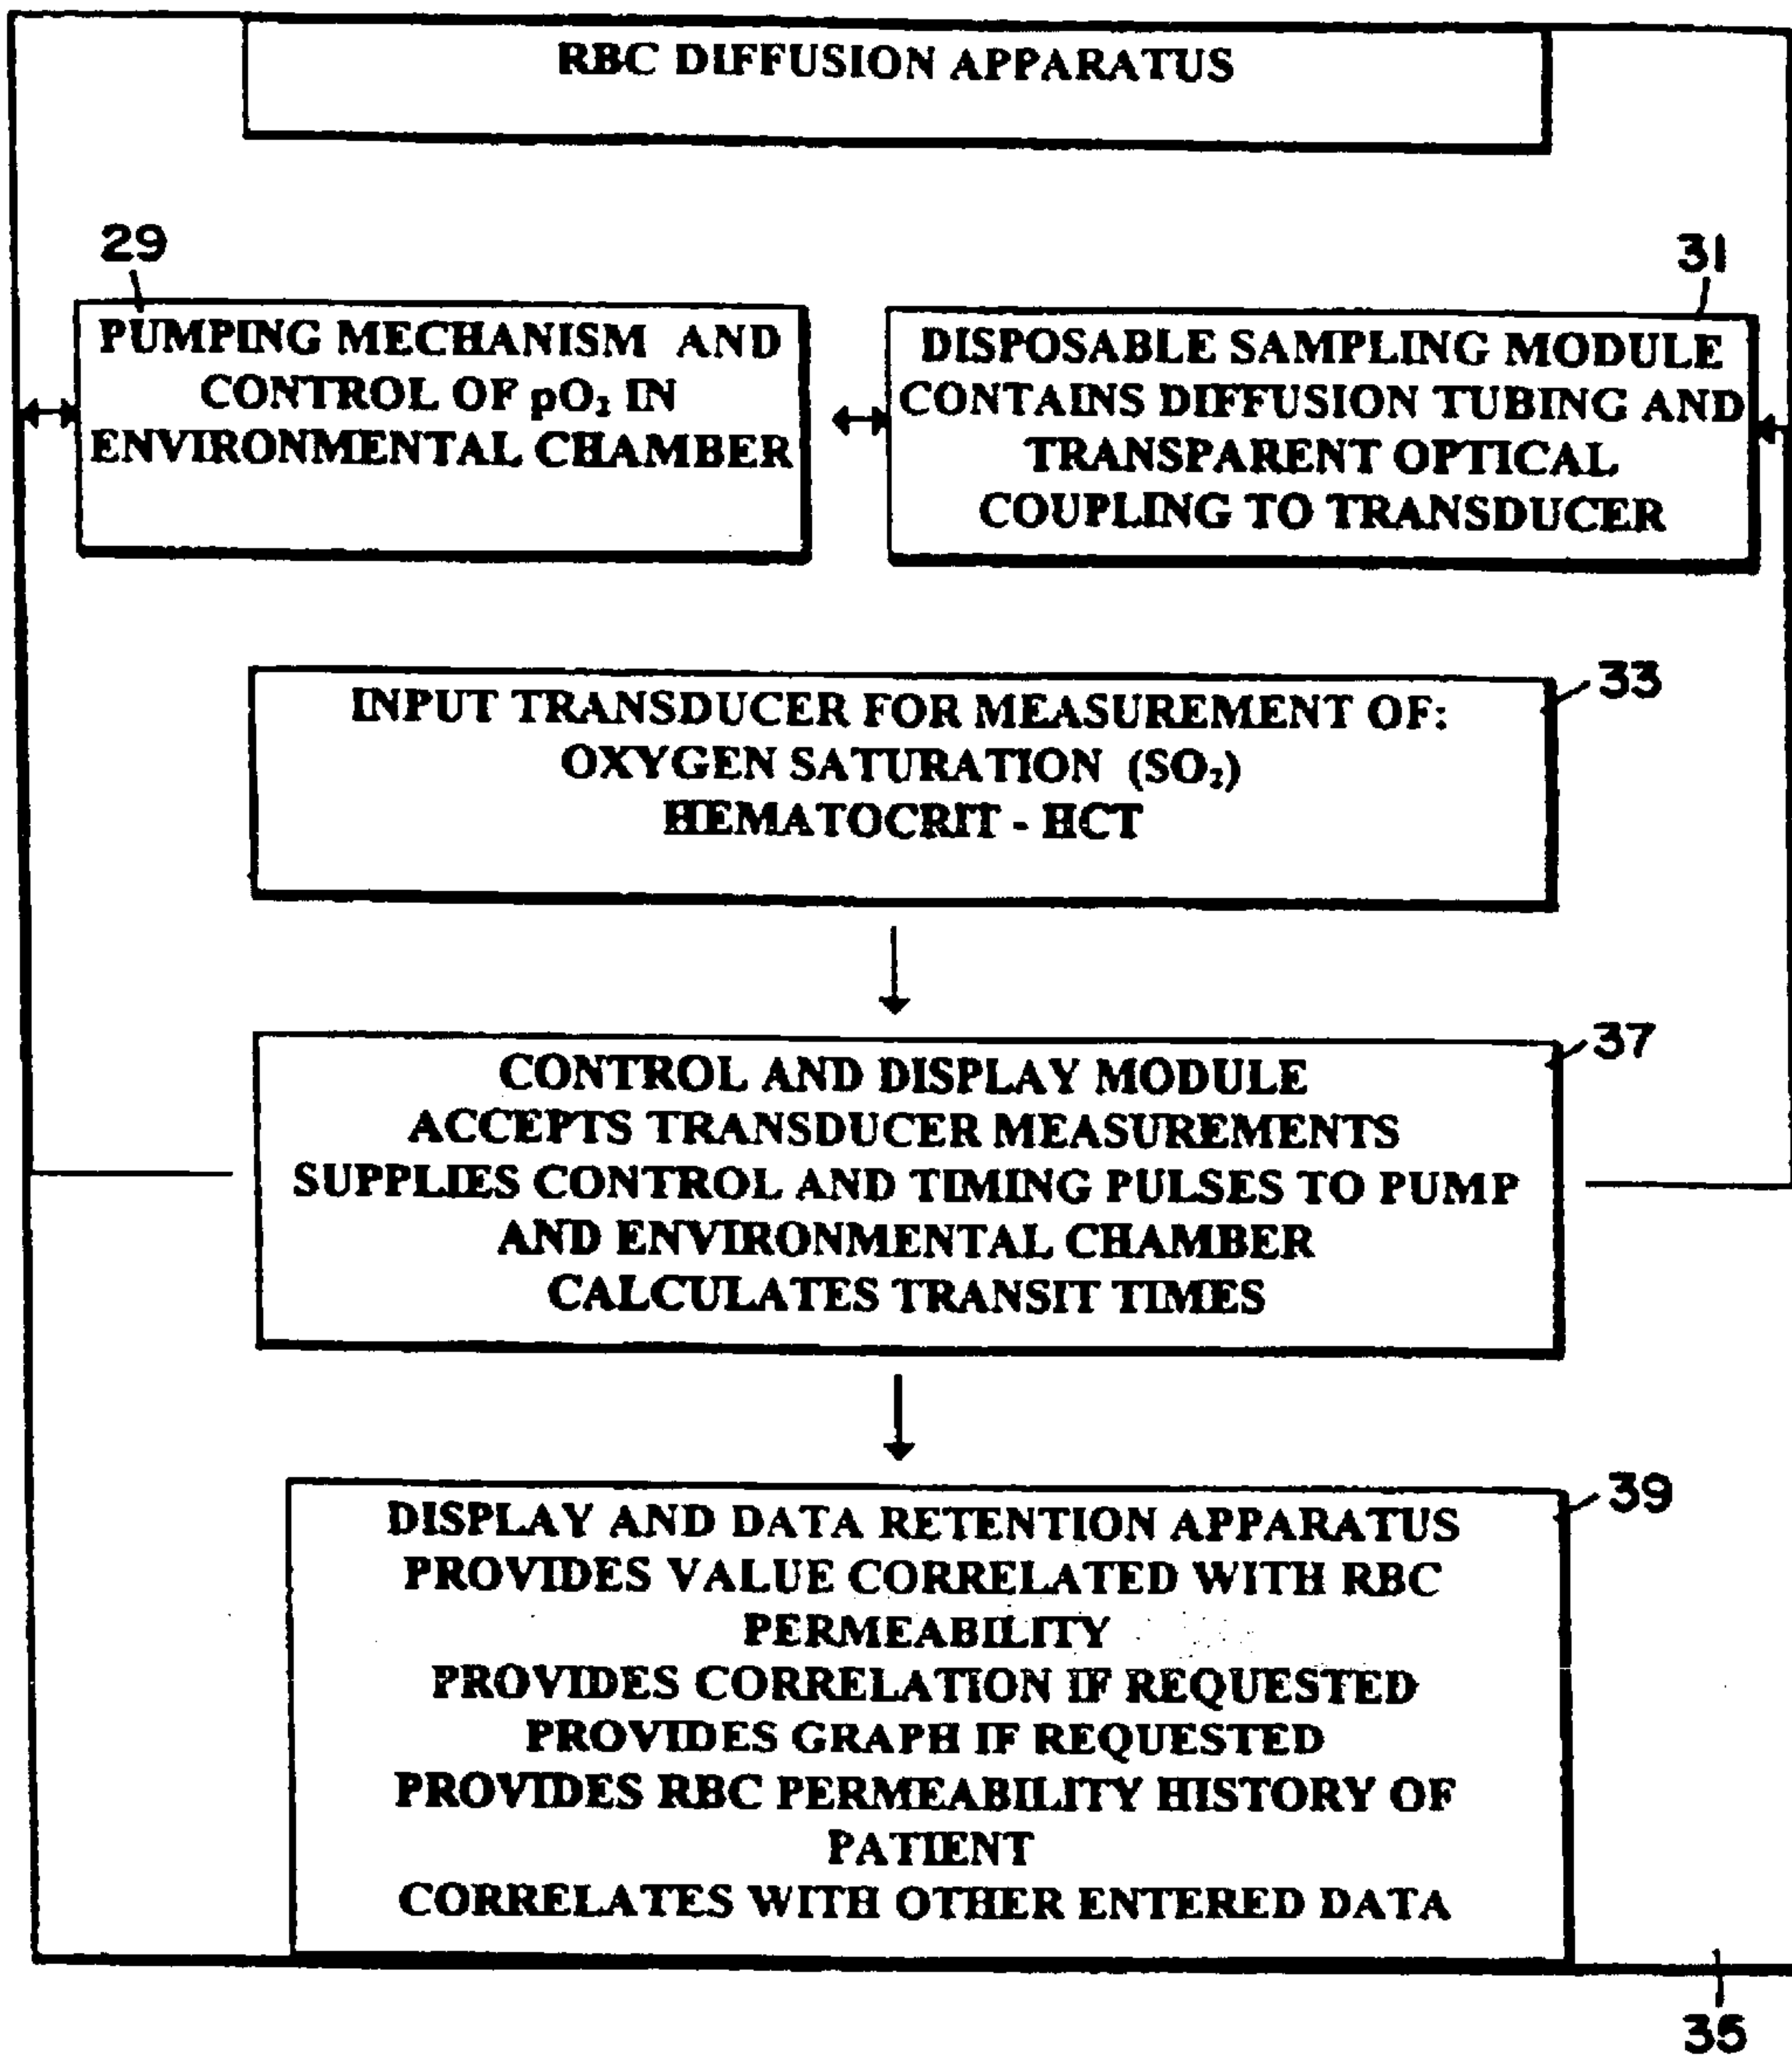 RBC DIFFUSION APPARATUS
29
31
PUMPING MECHANISM AND
CONTROL OF pO₂ IN
ENVIRONMENTAL CHAMBER
DISPOSABLE SAMPLING MODULE
CONTAINS DIFFUSION TUBING AND
TRANSPARENT OPTICAL
COUPLING TO TRANSDUCER
33
INPUT TRANSDUCER FOR MEASUREMENT OF:
OXYGEN SATURATION (SO₂)
HEMATOCRIT - HCT
37
CONTROL AND DISPLAY MODULE
ACCEPTS TRANSDUCER MEASUREMENTS
SUPPLIES CONTROL AND TIMING PULSES TO PUMP
AND ENVIRONMENTAL CHAMBER
CALCULATES TRANSIT TIMES
39
DISPLAY AND DATA RETENTION APPARATUS
PROVIDES VALUE CORRELATED WITH RBC
PERMEABILITY
PROVIDES CORRELATION IF REQUESTED
PROVIDES GRAPH IF REQUESTED
PROVIDES RBC PERMEABILITY HISTORY OF
PATIENT
CORRELATES WITH OTHER ENTERED DATA
35